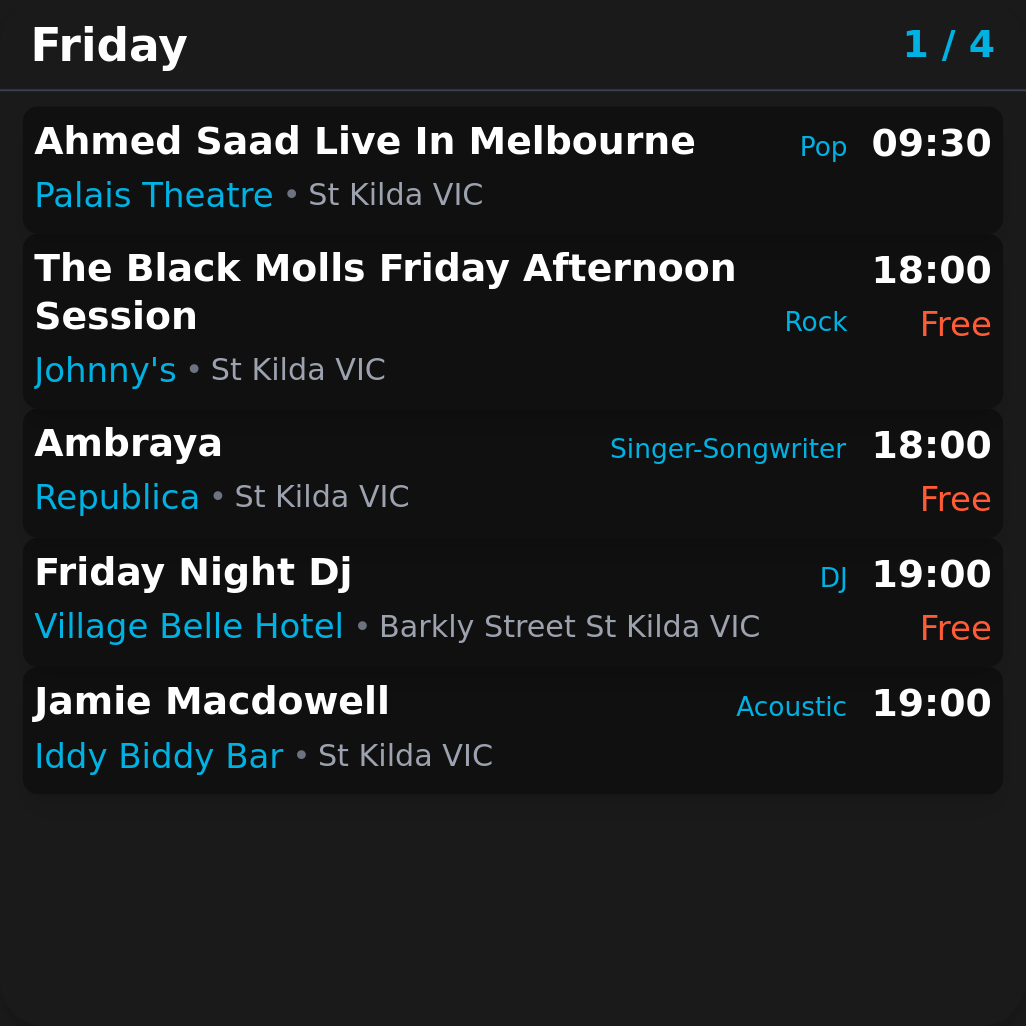 Friday
1 / 4
Ahmed Saad Live In Melbourne
Pop
09:30
Palais Theatre • St Kilda VIC
The Black Molls Friday Afternoon
Session
Rock
18:00
Free
Johnny's • St Kilda VIC
Ambraya
Singer-Songwriter
18:00
Republica • St Kilda VIC
Free
Friday Night Dj
DJ
19:00
Village Belle Hotel • Barkly Street St Kilda VIC
Free
Jamie Macdowell
Acoustic
19:00
Iddy Biddy Bar • St Kilda VIC